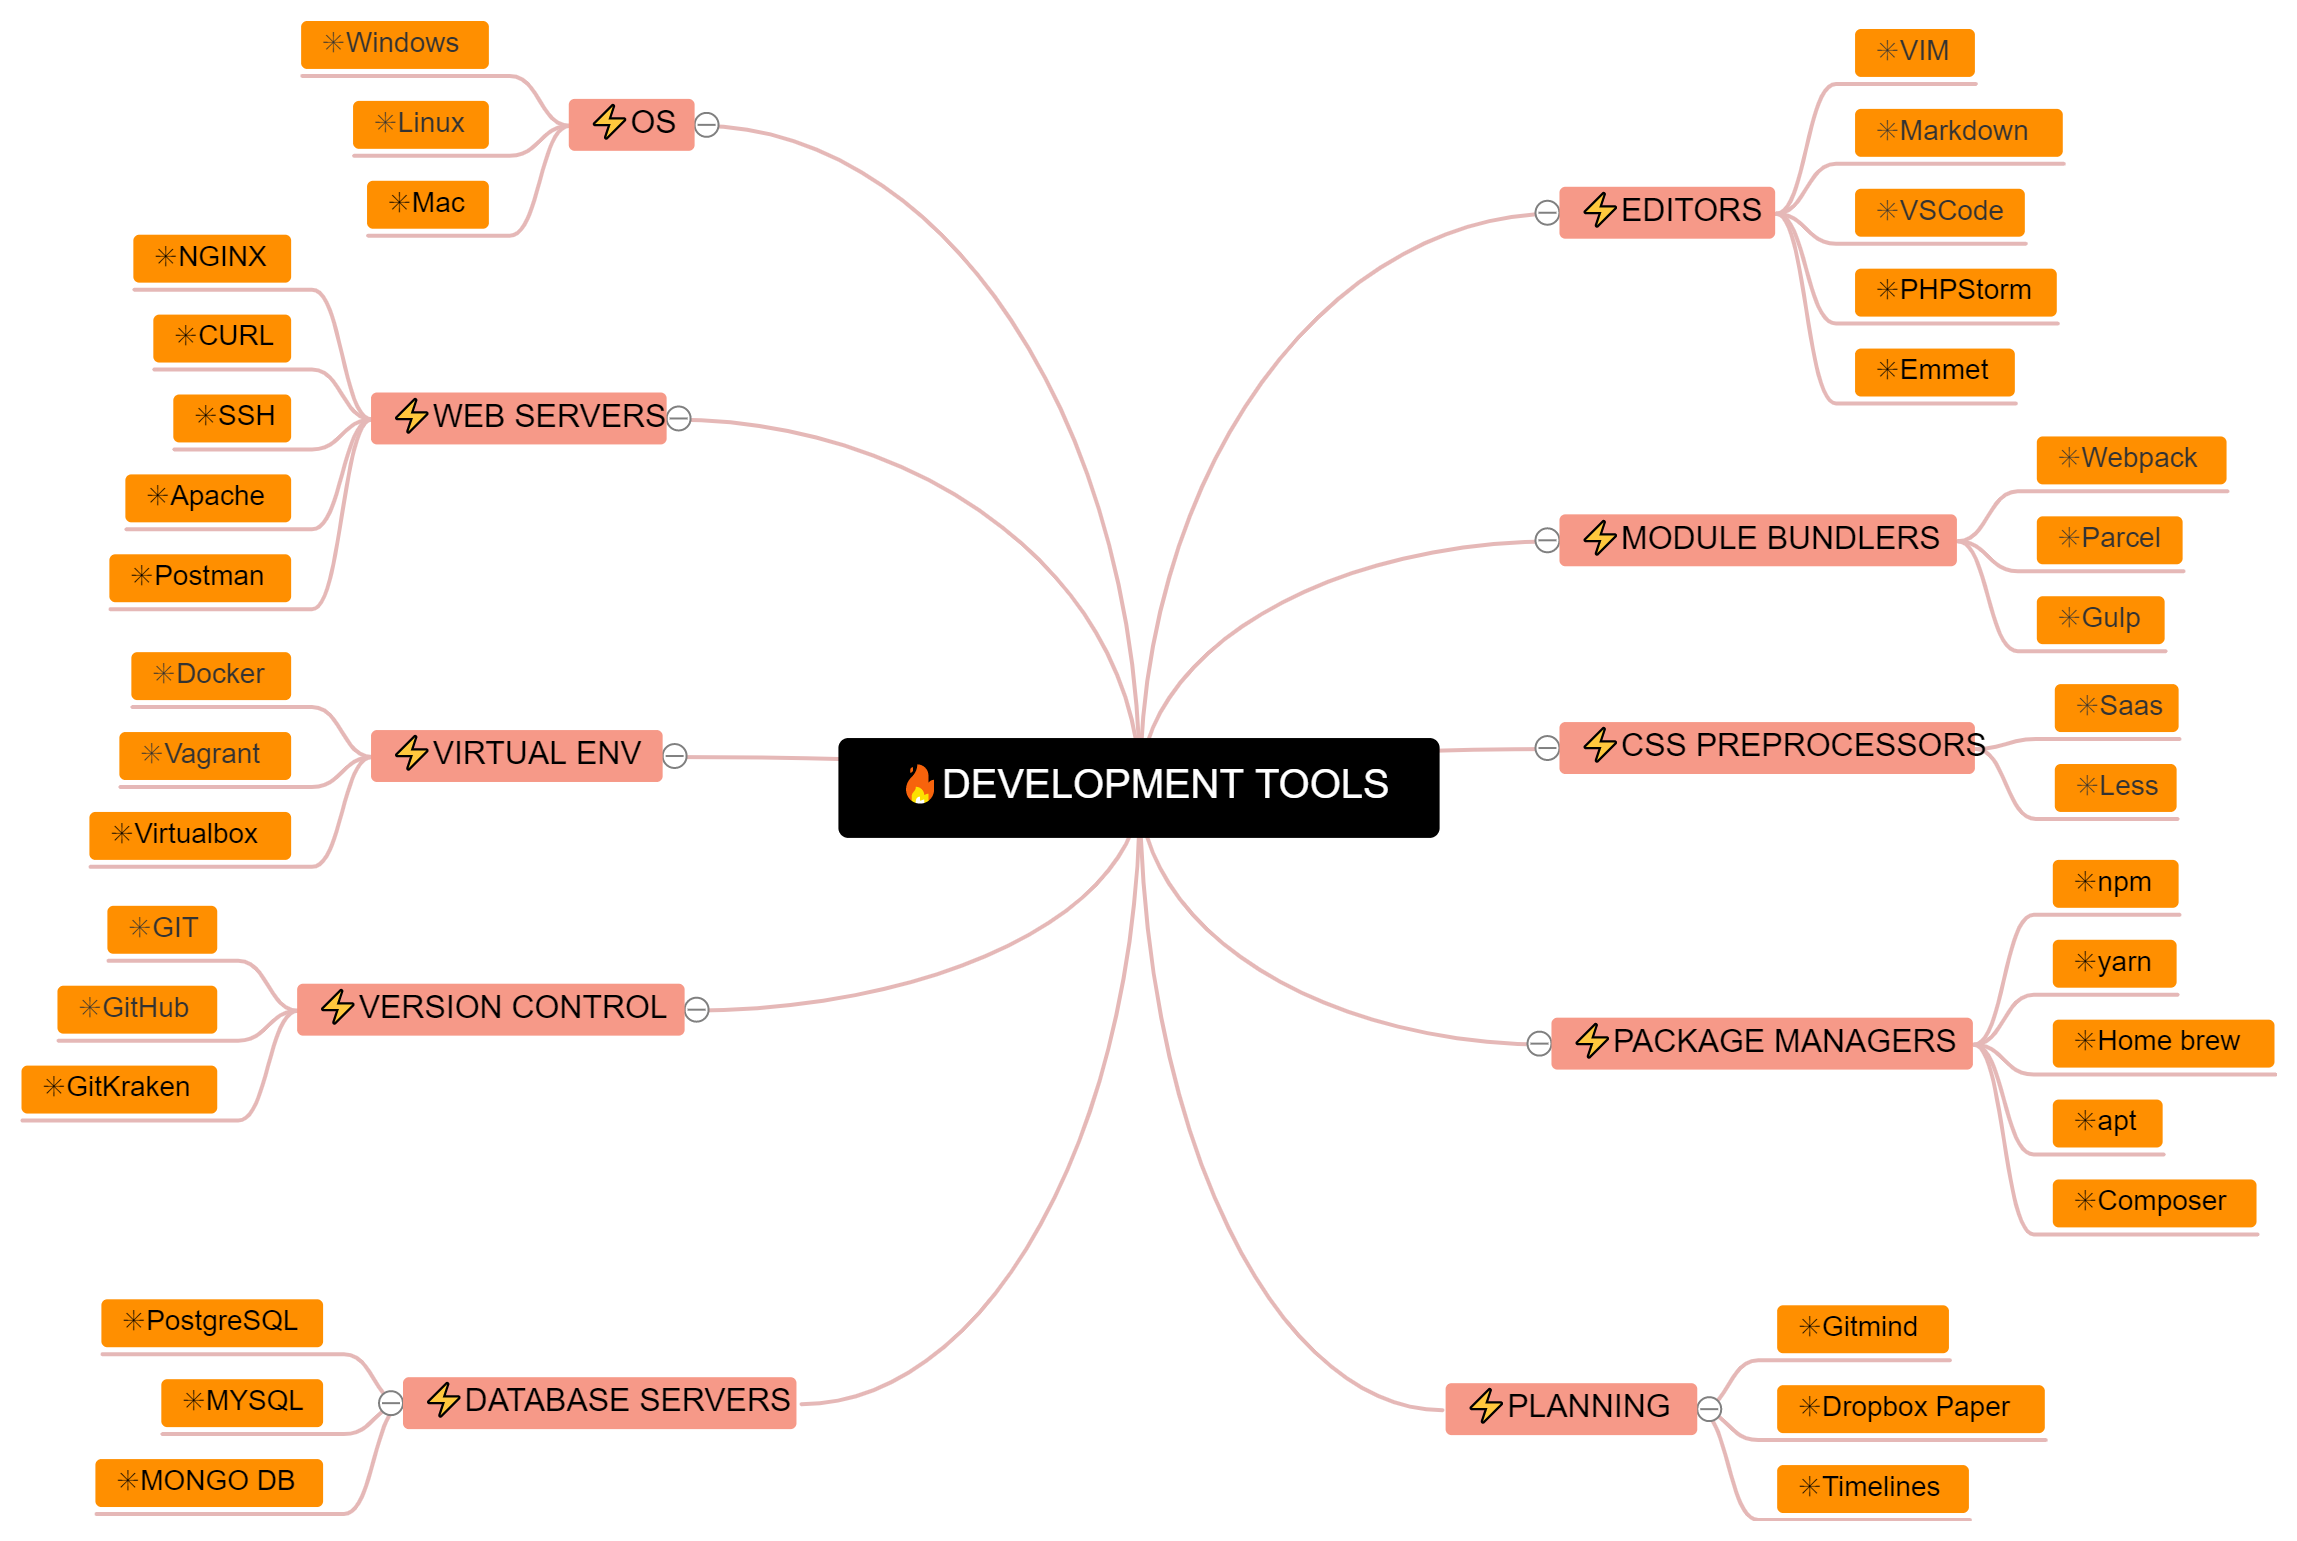 🔥DEVELOPMENT TOOLS
⚡OS
✳Windows
✳Linux
✳Mac
⚡WEB SERVERS
✳NGINX
✳CURL
✳SSH
✳Apache
✳Postman
⚡VIRTUAL ENV
✳Docker
✳Vagrant
✳Virtualbox
⚡VERSION CONTROL
✳GIT
✳GitHub
✳GitKraken
⚡DATABASE SERVERS
✳PostgreSQL
✳MYSQL
✳MONGO DB
⚡EDITORS
✳VIM
✳Markdown
✳VSCode
✳PHPStorm
✳Emmet
⚡MODULE BUNDLERS
✳Webpack
✳Parcel
✳Gulp
⚡CSS PREPROCESSORS
✳Saas
✳Less
⚡PACKAGE MANAGERS
✳npm
✳yarn
✳Home brew
✳apt
✳Composer
⚡PLANNING
✳Gitmind
✳Dropbox Paper
✳Timelines